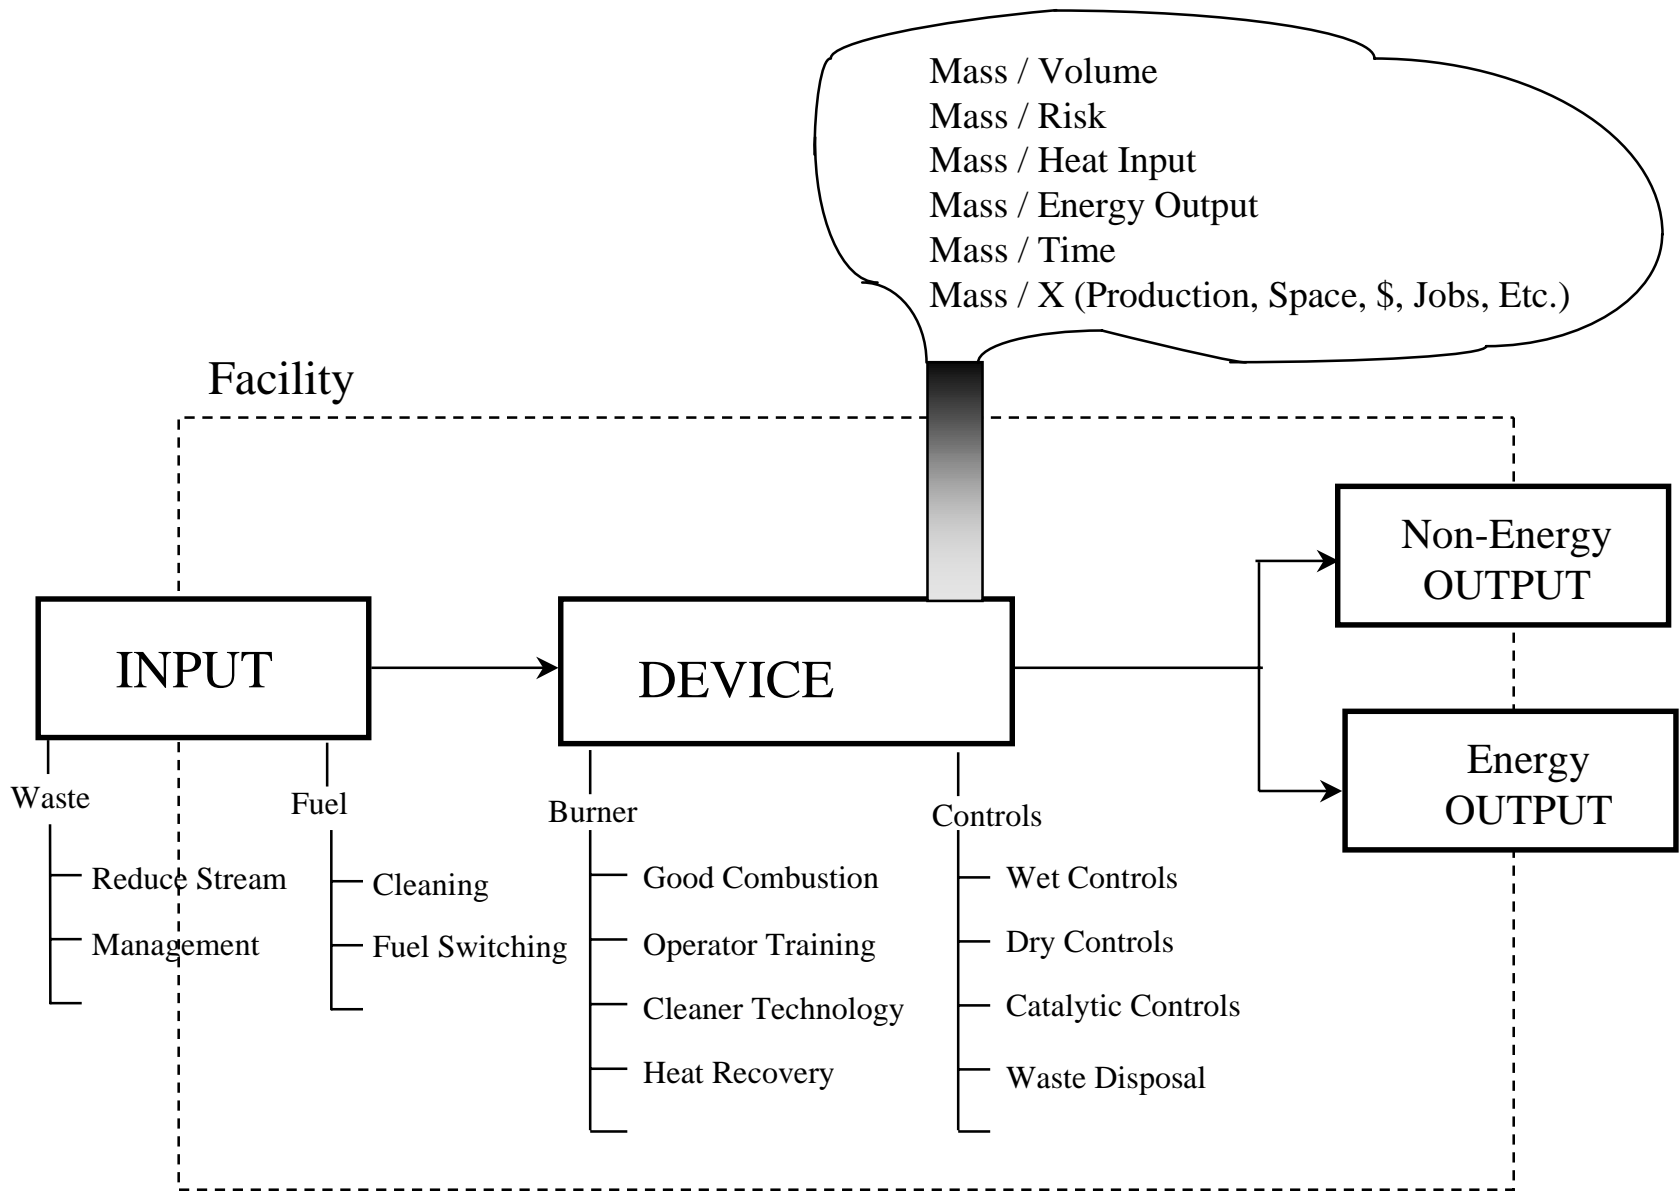 Mass / Volume
Mass / Risk
Mass / Heat Input
Mass / Energy Output
Mass / Time
Mass / X (Production, Space, $, Jobs, Etc.)
Facility
Non-Energy
OUTPUT
INPUT
DEVICE
Energy
OUTPUT
Waste
Reduce Stream
Management
Fuel
Cleaning
Fuel Switching
Burner
Good Combustion
Operator Training
Cleaner Technology
Heat Recovery
Controls
Wet Controls
Dry Controls
Catalytic Controls
Waste Disposal